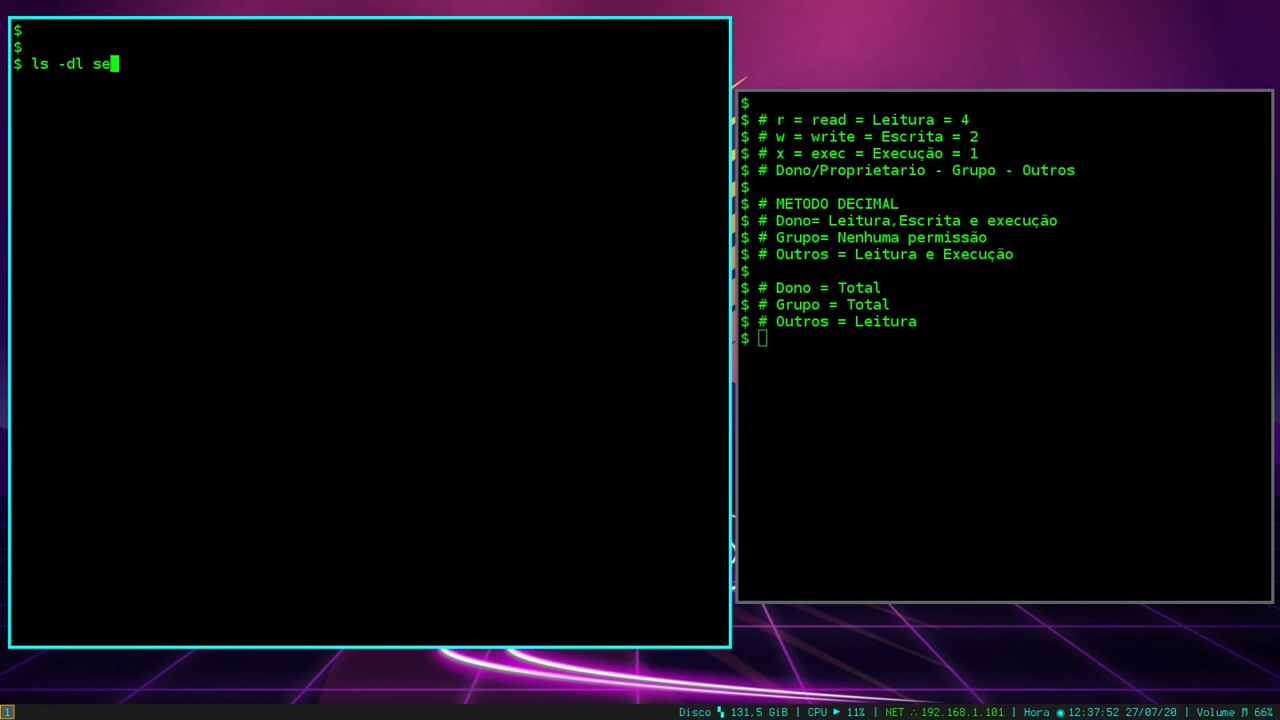 $
$
$ ls -dl se
$
$ # r = read = Leitura = 4
$ # w = write = Escrita = 2
$ # x = exec = Execução = 1
$ # Dono/Proprietario - Grupo - Outros
$
$ # METODO DECIMAL
$ # Dono= Leitura,Escrita e execução
$ # Grupo= Nenhuma permissão
$ # Outros = Leitura e Execução
$
$ # Dono = Total
$ # Grupo = Total
$ # Outros = Leitura
$
1 Disco 131,5 GiB | CPU ► 11% | NET ∴ 192.168.1.101 | Hora ◉ 12:37:52 27/07/20 | Volume 66%